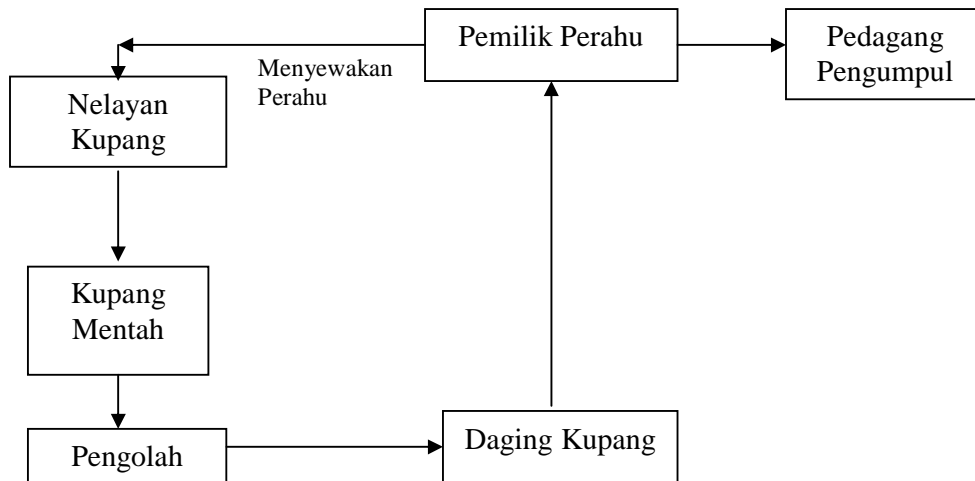 Pemilik Perahu
Pedagang
Pengumpul
Menyewakan
Perahu
Nelayan
Kupang
Kupang
Mentah
Pengolah
Daging Kupang